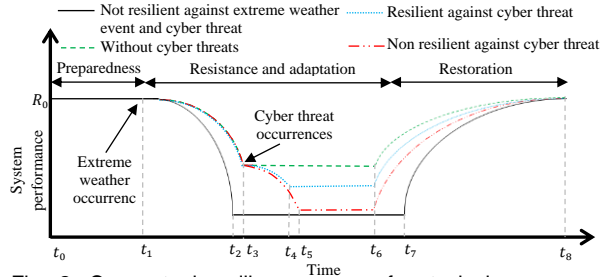 Not resilient against extreme weather
event and cyber threat
Resilient against cyber threat
Without cyber threats
Non resilient against cyber threat
Preparedness
Resistance and adaptation
Restoration
R₀
Cyber threat
occurrences
Extreme
weather
occurrenc
System
performance
t₀ t₁ t₂ t₃ t₄ t₅ t₆ t₇ t₈
Time